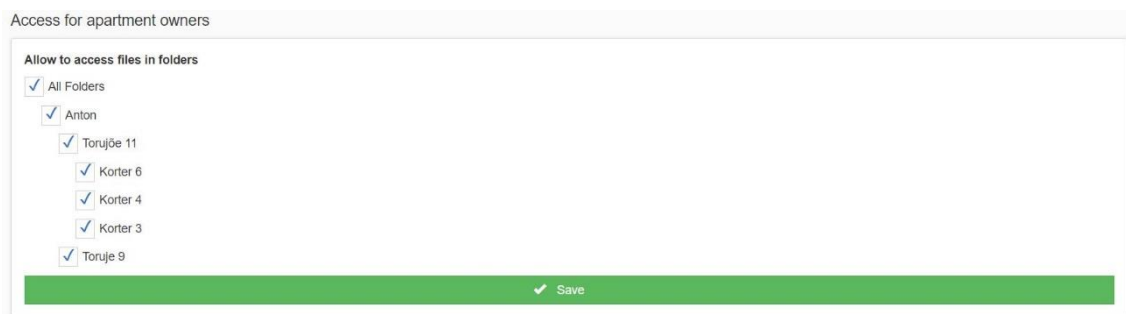 Access for apartment owners
Allow to access files in folders
All Folders
Anton
Torujõe 11
Korter 6
Korter 4
Korter 3
Toruje 9
Save